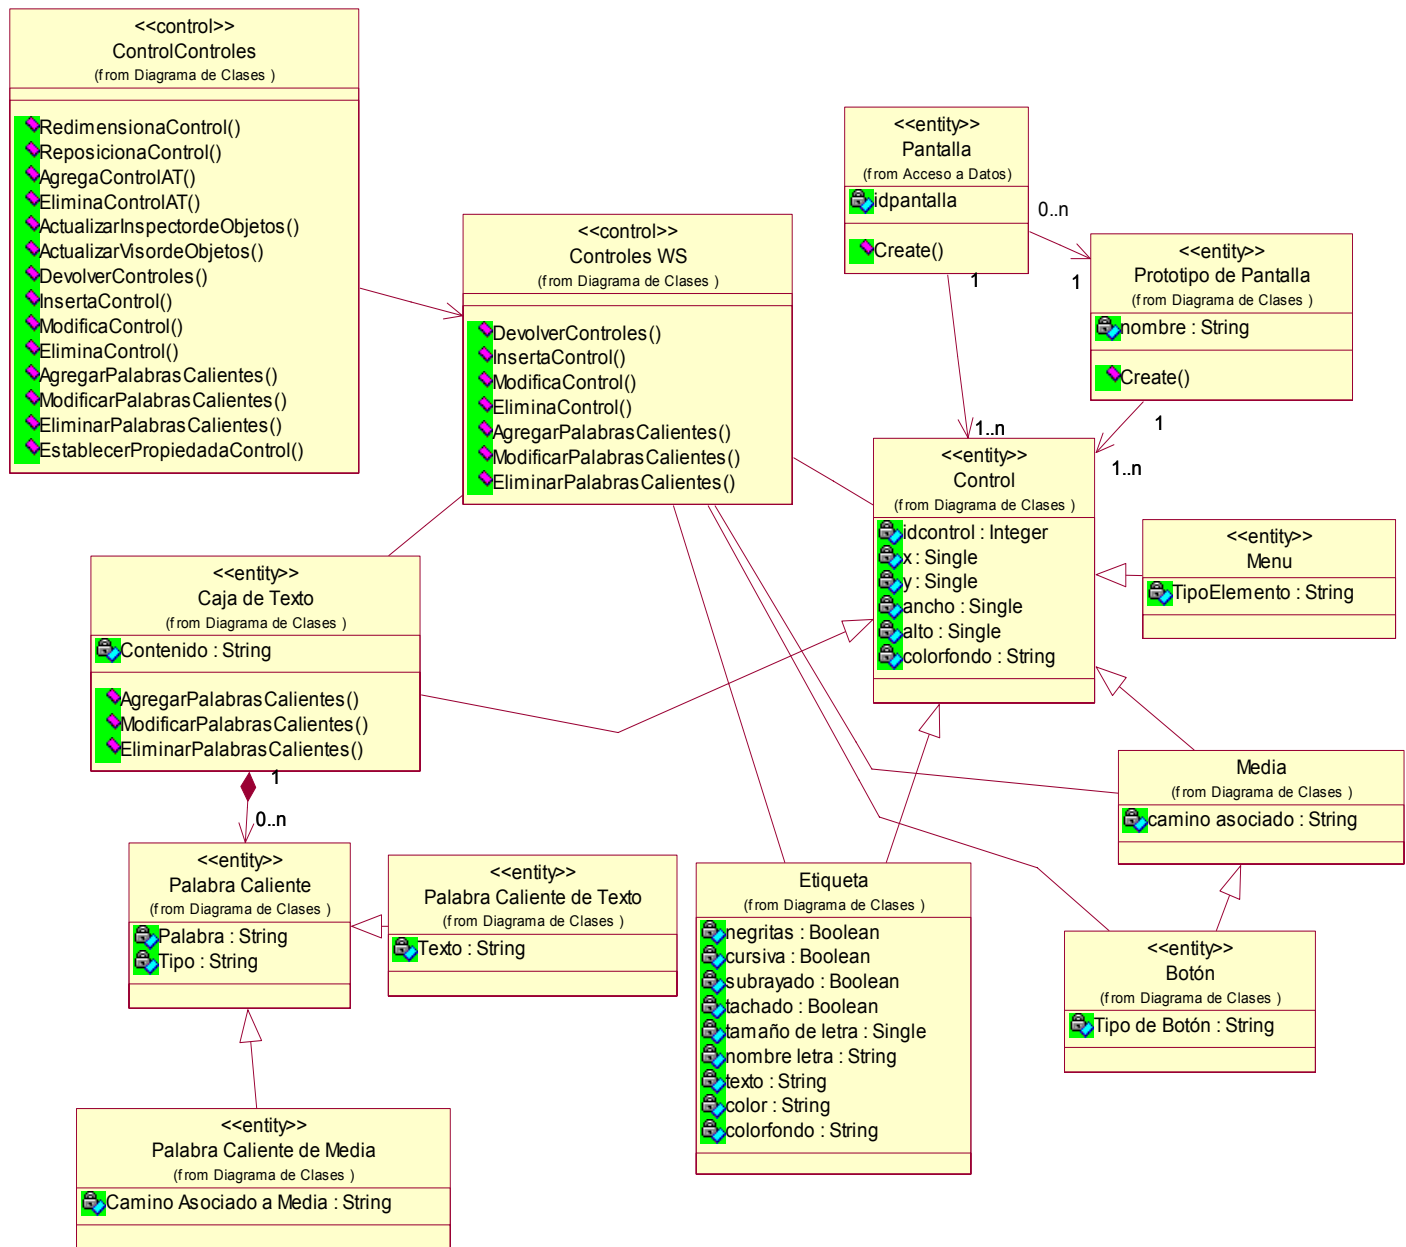 <<control>>
ControlControles
(from Diagrama de Clases )
RedimensionaControl()
ReposicionaControl()
AgregaControlAT()
EliminaControlAT()
ActualizarInspectordeObjetos()
ActualizarVisordeObjetos()
DevolverControles()
InsertaControl()
ModificaControl()
EliminaControl()
AgregarPalabrasCalientes()
ModificarPalabrasCalientes()
EliminarPalabrasCalientes()
EstablecerPropiedadaControl()
<<control>>
Controles WS
(from Diagrama de Clases )
DevolverControles()
InsertaControl()
ModificaControl()
EliminaControl()
AgregarPalabrasCalientes()
ModificarPalabrasCalientes()
EliminarPalabrasCalientes()
<<entity>>
Pantalla
(from Acceso a Datos)
idpantalla
Create()
0..n
1
1
1..n
<<entity>>
Prototipo de Pantalla
(from Diagrama de Clases )
nombre : String
Create()
1
1..n
<<entity>>
Control
(from Diagrama de Clases )
idcontrol : Integer
x : Single
y : Single
ancho : Single
alto : Single
colorfondo : String
<<entity>>
Menu
TipoElemento : String
<<entity>>
Caja de Texto
(from Diagrama de Clases )
Contenido : String
AgregarPalabrasCalientes()
ModificarPalabrasCalientes()
EliminarPalabrasCalientes()
1
0..n
Media
(from Diagrama de Clases )
camino asociado : String
<<entity>>
Palabra Caliente
(from Diagrama de Clases )
Palabra : String
Tipo : String
<<entity>>
Palabra Caliente de Texto
(from Diagrama de Clases )
Texto : String
Etiqueta
(from Diagrama de Clases )
negritas : Boolean
cursiva : Boolean
subrayado : Boolean
tachado : Boolean
tamaño de letra : Single
nombre letra : String
texto : String
color : String
colorfondo : String
<<entity>>
Botón
(from Diagrama de Clases )
Tipo de Botón : String
<<entity>>
Palabra Caliente de Media
(from Diagrama de Clases )
Camino Asociado a Media : String